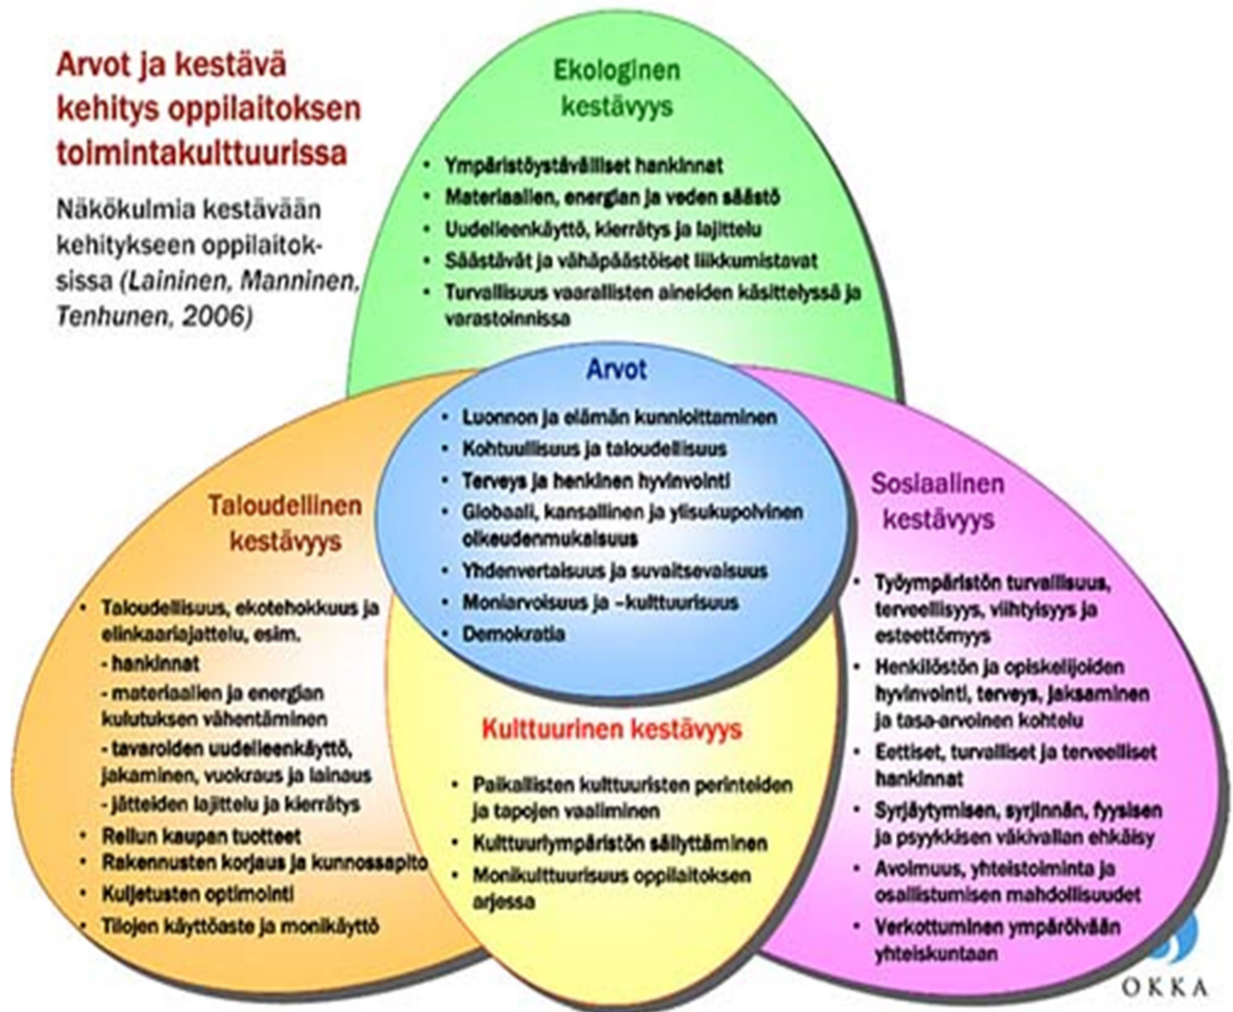 Arvot ja kestävä
kehitys oppilaitoksen
toimintakulttuurissa
Näkökulmia kestävään
kehitykseen oppilaitok-
sissa (Laininen, Manninen,
Tenhunen, 2006)
Ekologinen
kestävyys
• Ympäristöystävälliset hankinnat
• Materiaalien, energian ja veden säästö
• Uudelleenkäyttö, kierrätys ja lajittelu
• Säästävät ja vähäpäästöiset liikkumistavat
• Turvallisuus vaarallisten aineiden käsittelyssä ja
varastoinnissa
Arvot
• Luonnon ja elämän kunnioittaminen
• Kohtuullisuus ja taloudellisuus
• Terveys ja henkinen hyvinvointi
• Globaali, kansallinen ja ylisukupolvinen
oikeudenmukaisuus
• Yhdenvertaisuus ja suvaitsevaisuus
• Moniarvoisuus ja –kulttuurisuus
• Demokratia
Taloudellinen
kestävyys
• Taloudellisuus, ekotehokkuus ja
elinkaariajattelu, esim.
- hankinnat
- materiaalien ja energian
kulutuksen vähentäminen
- tavaroiden uudelleenkäyttö,
jakaminen, vuokraus ja lainaus
- jätteiden lajittelu ja kierrätys
• Reilun kaupan tuotteet
• Rakennusten korjaus ja kunnossapito
• Kuljetusten optimointi
• Tilojen käyttöaste ja monikäyttö
Kulttuurinen kestävyys
• Paikallisten kulttuuristen perinteiden
ja tapojen vaaliminen
• Kulttuuriympäristön säilyttäminen
• Monikulttuurisuus oppilaitoksen
arjessa
Sosiaalinen
kestävyys
• Työympäristön turvallisuus,
terveellisyys, viihtyisyys ja
esteettömyys
• Henkilöstön ja opiskelijoiden
hyvinvointi, terveys, jaksaminen
ja tasa-arvoinen kohtelu
• Eettiset, turvalliset ja terveelliset
hankinnat
• Syrjäytymisen, syrjinnän, fyysisen
ja psyykkisen väkivallan ehkäisy
• Avoimuus, yhteistoiminta ja
osallistumisen mahdollisuudet
• Verkottuminen ympäröivään
yhteiskuntaan
OKKA